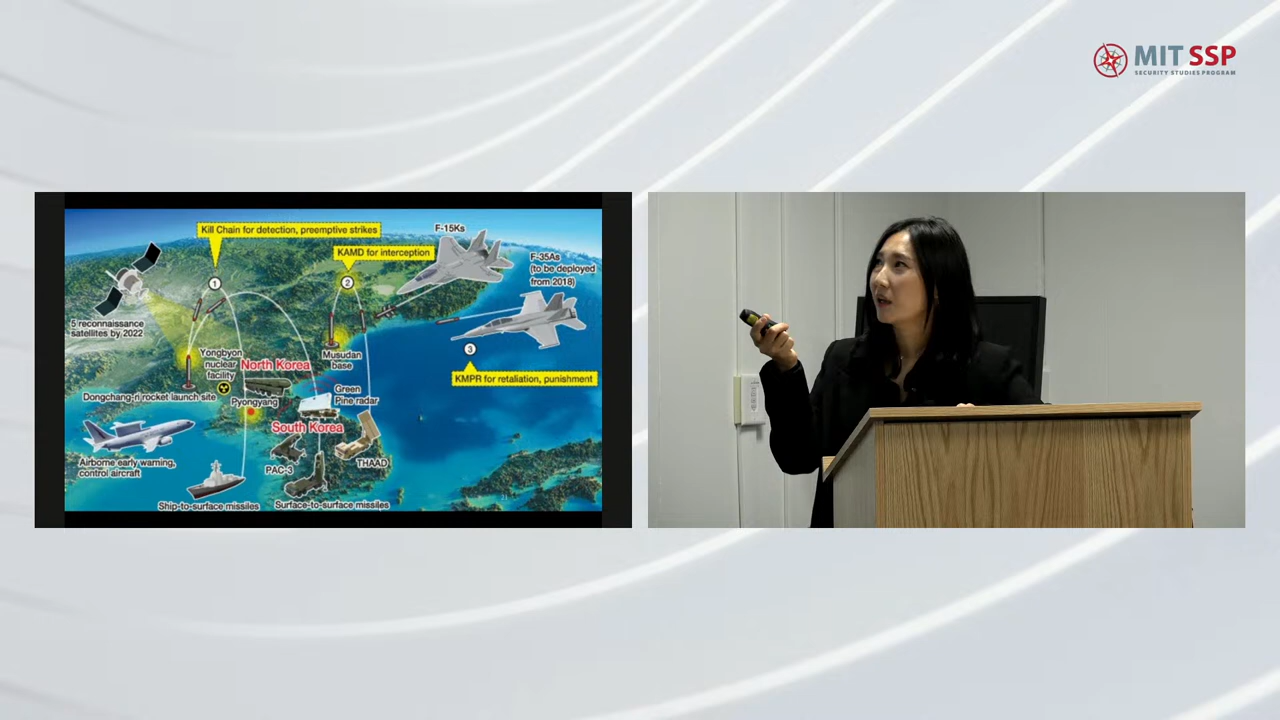 MIT SSP
SECURITY STUDIES PROGRAM
Kill Chain for detection, preemptive strikes
F-15Ks
KAMD for interception
F-35As
(to be deployed
from 2018)
1
2
5 reconnaissance
satellites by 2022
3
Yongbyon
nuclear
facility
North Korea
Musudan
base
KMPR for retaliation, punishment
Dongchang-ri rocket launch site
Pyongyang
Green
Pine radar
South Korea
Airborne early warning,
control aircraft
PAC-3
THAAD
Ship-to-surface missiles
Surface-to-surface missiles